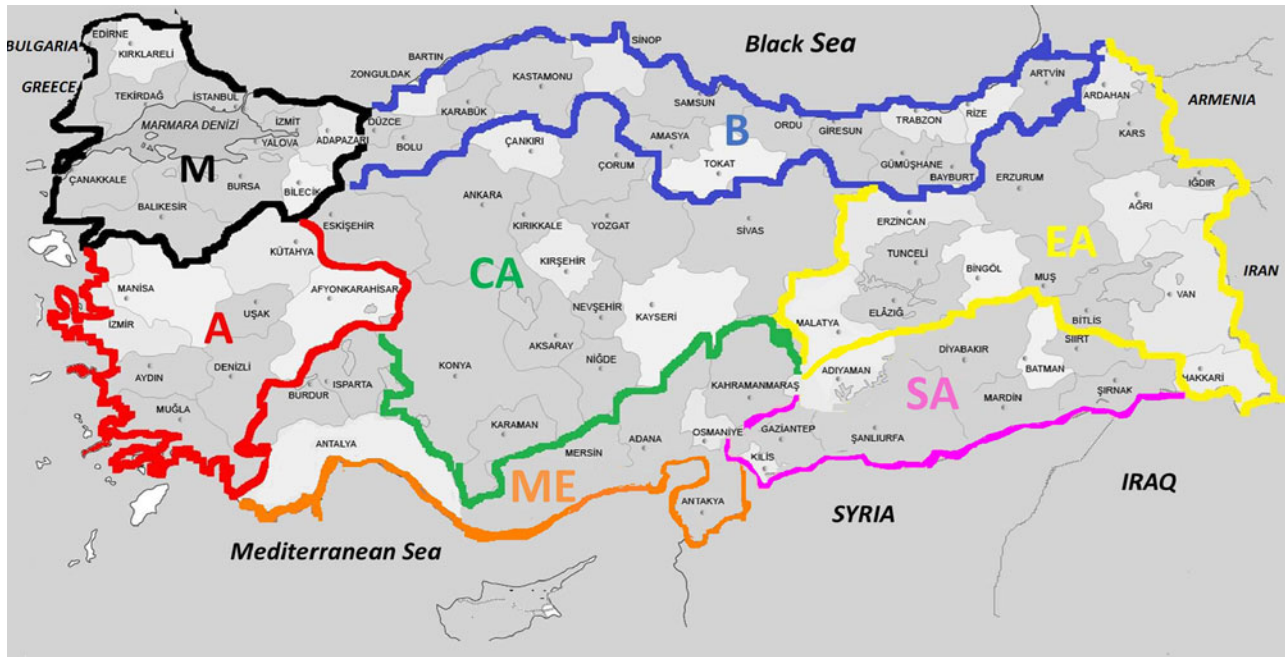 EDİRNE
BULGARIA
KIRKLARELİ
GREECE
TEKİRDAĞ
İSTANBUL
MARMARA DENİZİ
İZMİT
YALOVA
ADAPAZARI
M
ÇANAKKALE
BURSA
BİLECİK
BALIKESİR
Black Sea
SİNOP
BARTIN
ZONGULDAK
KASTAMONU
KARABÜK
DÜZCE
BOLU
SAMSUN
B
AMASYA
ORDU
GİRESUN
TRABZON
RİZE
ARTVİN
ARDAHAN
ARMENIA
KARS
ÇANKIRI
ÇORUM
TOKAT
GÜMÜŞHANE
BAYBURT
ERZURUM
IĞDIR
ANKARA
ESKİŞEHİR
KIRIKKALE
YOZGAT
SİVAS
ERZİNCAN
AĞRI
EA
KÜTAHYA
TUNCELİ
BİNGÖL
MUŞ
IRAN
VAN
MANİSA
AFYONKARAHİSAR
CA
KIRŞEHİR
NEVŞEHİR
KAYSERİ
MALATYA
ELÂZIĞ
BİTLİS
İZMİR
UŞAK
A
AKSARAY
NİĞDE
SIIRT
DİYABAKIR
BATMAN
HAKKARİ
AYDIN
DENİZLİ
ISPARTA
BURDUR
KONYA
KAHRAMANMARAŞ
ADIYAMAN
SA
MARDİN
ŞIRNAK
MUĞLA
ANTALYA
KARAMAN
MERSİN
ADANA
OSMANİYE
GAZİANTEP
ŞANLIURFA
KİLİS
ME
ANTAKYA
SYRIA
IRAQ
Mediterranean Sea